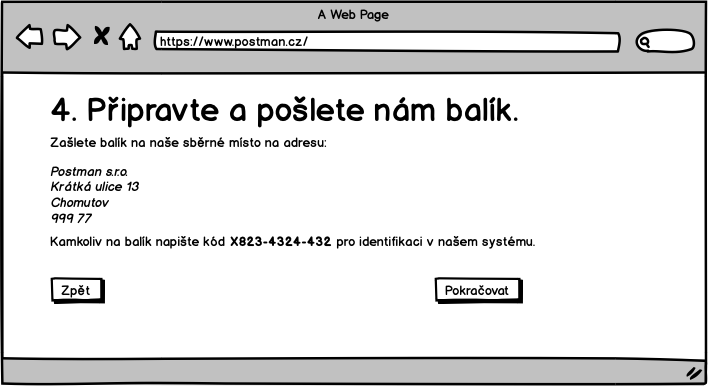 A Web Page
https://www.postman.cz/
4. Připravte a pošlete nám balík.
Zašlete balík na naše sběrné místo na adresu:
Postman s.r.o.
Krátká ulice 13
Chomutov
999 77
Kamkoliv na balík napište kód X823-4324-432 pro identifikaci v našem systému.
Zpět
Pokračovat